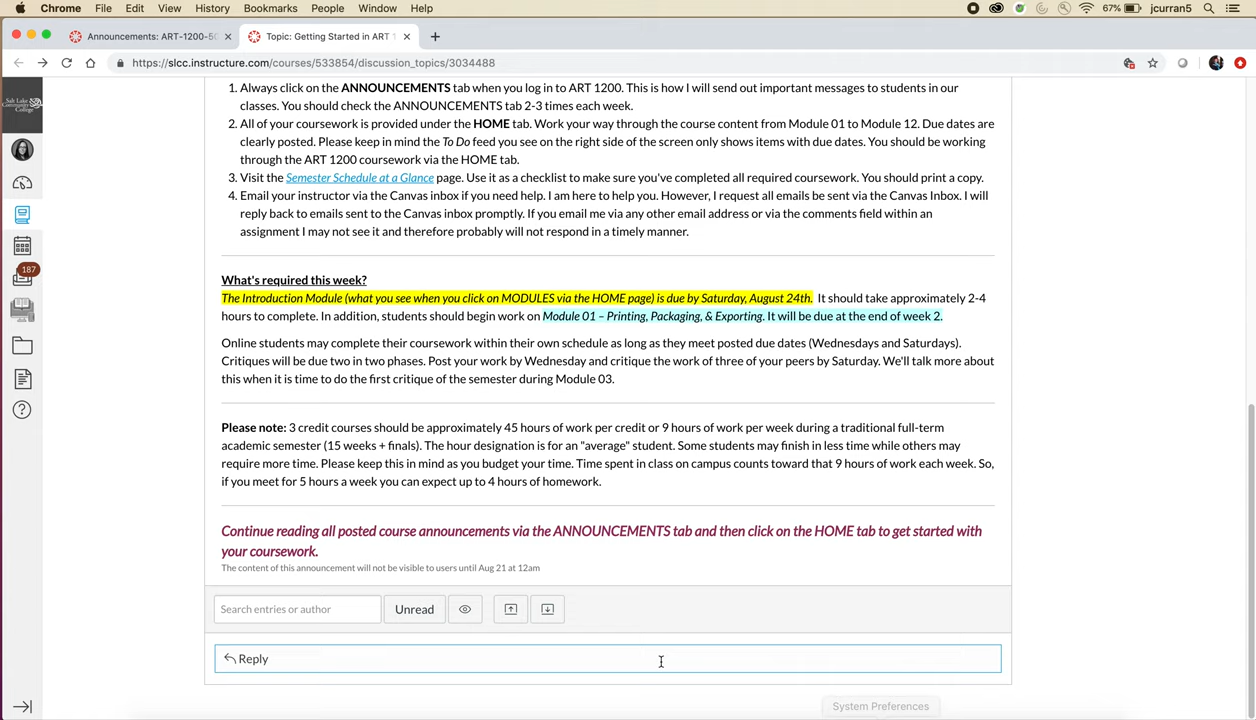 Chrome File Edit View History Bookmarks People Window Help 67% jcurran5
Announcements: ART-1200-50
Topic: Getting Started in ART 1
https://slcc.instructure.com/courses/533854/discussion_topics/3034488
Salt Lake
Community
College
187
1. Always click on the ANNOUNCEMENTS tab when you log in to ART 1200. This is how I will send out important messages to students in our
classes. You should check the ANNOUNCEMENTS tab 2-3 times each week.
2. All of your coursework is provided under the HOME tab. Work your way through the course content from Module 01 to Module 12. Due dates are
clearly posted. Please keep in mind the To Do feed you see on the right side of the screen only shows items with due dates. You should be working
through the ART 1200 coursework via the HOME tab.
3. Visit the Semester Schedule at a Glance page. Use it as a checklist to make sure you've completed all required coursework. You should print a copy.
4. Email your instructor via the Canvas inbox if you need help. I am here to help you. However, I request all emails be sent via the Canvas Inbox. I will
reply back to emails sent to the Canvas inbox promptly. If you email me via any other email address or via the comments field within an
assignment I may not see it and therefore probably will not respond in a timely manner.
What's required this week?
The Introduction Module (what you see when you click on MODULES via the HOME page) is due by Saturday, August 24th. It should take approximately 2-4
hours to complete. In addition, students should begin work on Module 01 – Printing, Packaging, & Exporting. It will be due at the end of week 2.
Online students may complete their coursework within their own schedule as long as they meet posted due dates (Wednesdays and Saturdays).
Critiques will be due two in two phases. Post your work by Wednesday and critique the work of three of your peers by Saturday. We'll talk more about
this when it is time to do the first critique of the semester during Module 03.
Please note: 3 credit courses should be approximately 45 hours of work per credit or 9 hours of work per week during a traditional full-term
academic semester (15 weeks + finals). The hour designation is for an "average" student. Some students may finish in less time while others may
require more time. Please keep this in mind as you budget your time. Time spent in class on campus counts toward that 9 hours of work each week. So,
if you meet for 5 hours a week you can expect up to 4 hours of homework.
Continue reading all posted course announcements via the ANNOUNCEMENTS tab and then click on the HOME tab to get started with
your coursework.
The content of this announcement will not be visible to users until Aug 21 at 12am
Search entries or author Unread
Reply
System Preferences